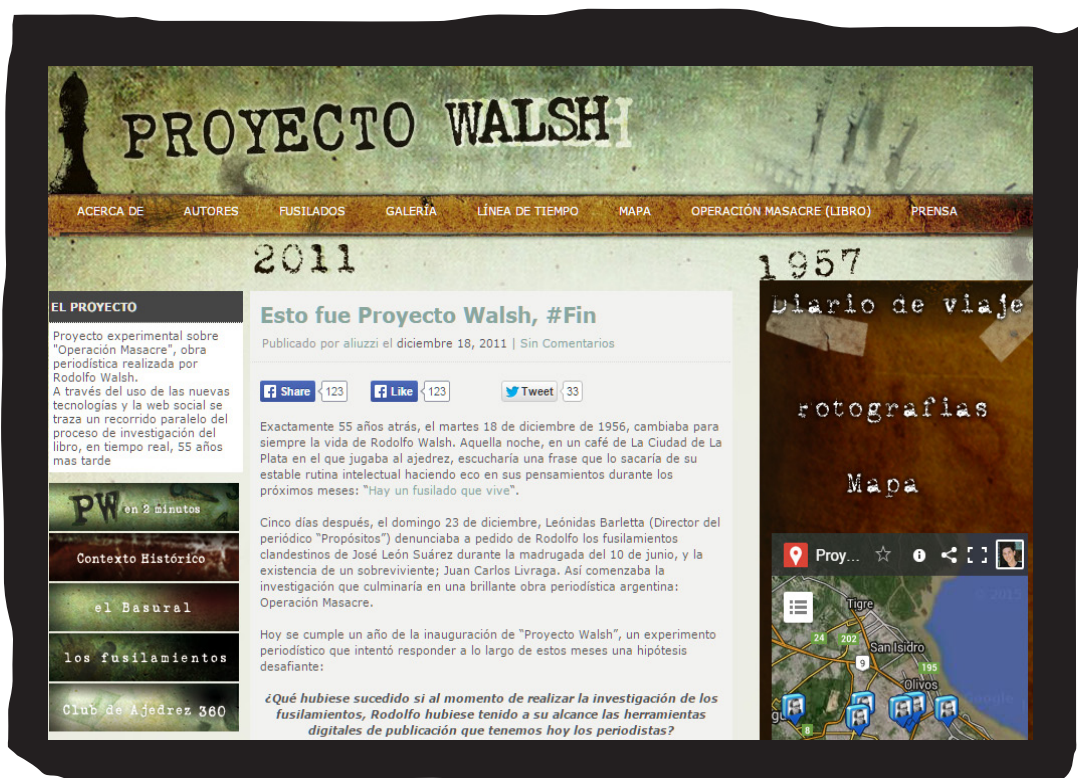 PROYECTO WALSH
ACERCA DE AUTORES FUSILADOS GALERÍA LÍNEA DE TIEMPO MAPA OPERACIÓN MASACRE (LIBRO) PRENSA
2011
1957
EL PROYECTO
Proyecto experimental sobre
"Operación Masacre", obra
periodística realizada por
Rodolfo Walsh.
A través del uso de las nuevas
tecnologías y la web social se
traza un recorrido paralelo del
proceso de investigación del
libro, en tiempo real, 55 años
mas tarde
PW en 2 minutos
Contexto Histórico
el Basural
los fusilamientos
Club de Ajedrez 360
Esto fue Proyecto Walsh, #Fin
Publicado por aliuzzi el diciembre 18, 2011 | Sin Comentarios
Share 123 Like 123 Tweet 33
Exactamente 55 años atrás, el martes 18 de diciembre de 1956, cambiaba para
siempre la vida de Rodolfo Walsh. Aquella noche, en un café de La Ciudad de La
Plata en el que jugaba al ajedrez, escucharía una frase que lo sacaría de su
estable rutina intelectual haciendo eco en sus pensamientos durante los
próximos meses: "Hay un fusilado que vive".
Cinco días después, el domingo 23 de diciembre, Leónidas Barletta (Director del
periódico "Propósitos") denunciaba a pedido de Rodolfo los fusilamientos
clandestinos de José León Suárez durante la madrugada del 10 de junio, y la
existencia de un sobreviviente; Juan Carlos Livraga. Así comenzaba la
investigación que culminaría en una brillante obra periodística argentina:
Operación Masacre.
Hoy se cumple un año de la inauguración de "Proyecto Walsh", un experimento
periodístico que intentó responder a lo largo de estos meses una hipótesis
desafiante:
¿Qué hubiese sucedido si al momento de realizar la investigación de los
fusilamientos, Rodolfo hubiese tenido a su alcance las herramientas
digitales de publicación que tenemos hoy los periodistas?
Diario de viaje
Fotografias
Mapa
Proy...
© 2015
Tigre
24 202
San Isidro
9
195
Olivos
Google
8